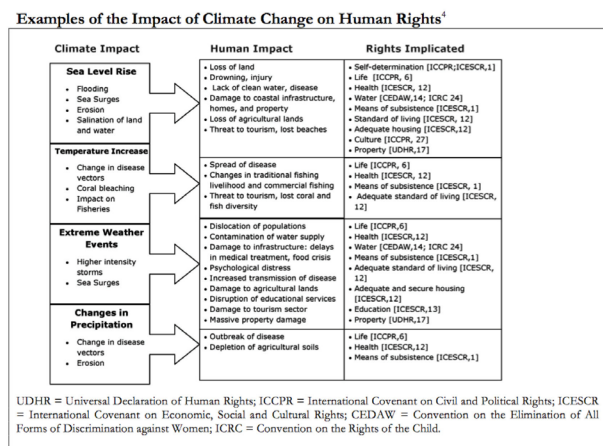 Examples of the Impact of Climate Change on Human Rights4
Climate Impact
Human Impact
Rights Implicated
Sea Level Rise
• Flooding
• Sea Surges
• Erosion
• Salination of land
and water
• Loss of land
• Drowning, injury
• Lack of clean water, disease
• Damage to coastal infrastructure,
homes, and property
• Loss of agricultural lands
• Threat to tourism, lost beaches
• Self-determination [ICCPR;ICESCR,1]
• Life [ICCPR, 6]
• Health [ICESCR, 12]
• Water [CEDAW,14; ICRC 24]
• Means of subsistence [ICESCR,1]
• Standard of living [ICESCR, 12]
• Adequate housing [ICESCR,12]
• Culture [ICCPR, 27]
• Property [UDHR,17]
Temperature Increase
• Change in disease
vectors
• Coral bleaching
• Impact on
Fisheries
• Spread of disease
• Changes in traditional fishing
livelihood and commercial fishing
• Threat to tourism, lost coral and
fish diversity
• Life [ICCPR, 6]
• Health [ICESCR, 12]
• Means of subsistence [ICESCR, 1]
• Adequate standard of living [ICESCR,
12]
Extreme Weather
Events
• Higher intensity
storms
• Sea Surges
• Dislocation of populations
• Contamination of water supply
• Damage to infrastructure: delays
in medical treatment, food crisis
• Psychological distress
• Increased transmission of disease
• Damage to agricultural lands
• Disruption of educational services
• Damage to tourism sector
• Massive property damage
• Life [ICCPR,6]
• Health [ICESCR,12]
• Water [CEDAW,14; ICRC 24]
• Means of subsistence [ICESCR,1]
• Adequate standard of living [ICESCR,
12]
• Adequate and secure housing
[ICESCR,12]
• Education [ICESCR,13]
• Property [UDHR,17]
Changes in
Precipitation
• Change in disease
vectors
• Erosion
• Outbreak of disease
• Depletion of agricultural soils
• Life [ICCPR,6]
• Health [ICESCR,12]
• Means of subsistence [ICESCR,1]
UDHR = Universal Declaration of Human Rights; ICCPR = International Covenant on Civil and Political Rights; ICESCR
= International Covenant on Economic, Social and Cultural Rights; CEDAW = Convention on the Elimination of All
Forms of Discrimination against Women; ICRC = Convention on the Rights of the Child.